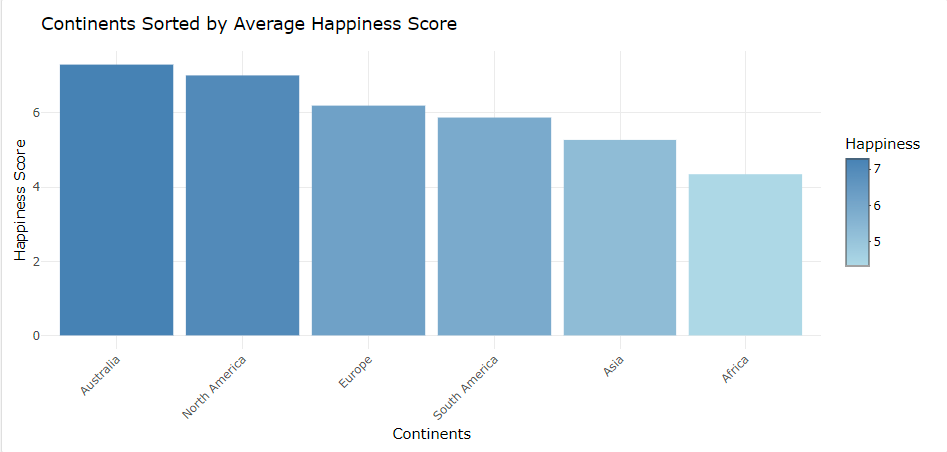 Continents Sorted by Average Happiness Score
Happiness Score
6
4
2
0
Australia
North America
Europe
South America
Asia
Africa
Continents
Happiness
7
6
5